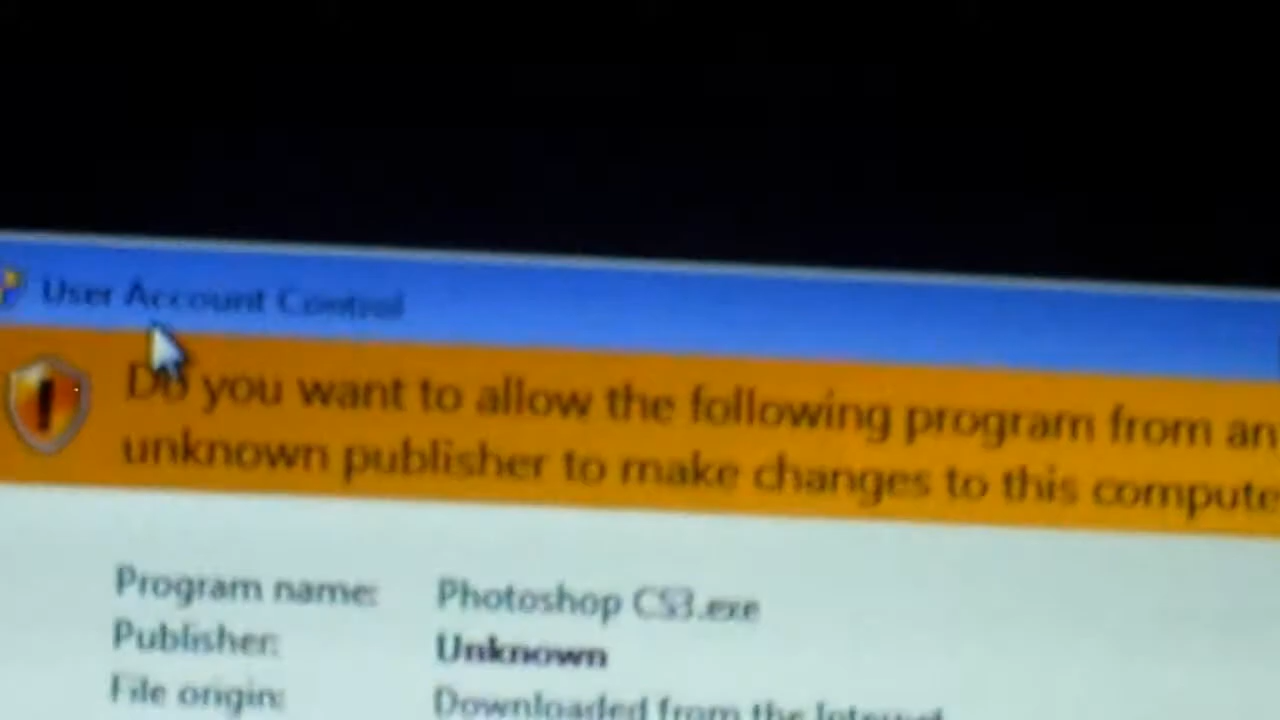 User Account Control
Do you want to allow the following program from an
unknown publisher to make changes to this compute
Program name: Photoshop CS3.exe
Publisher: Unknown
File origin: Downloaded from the Internet